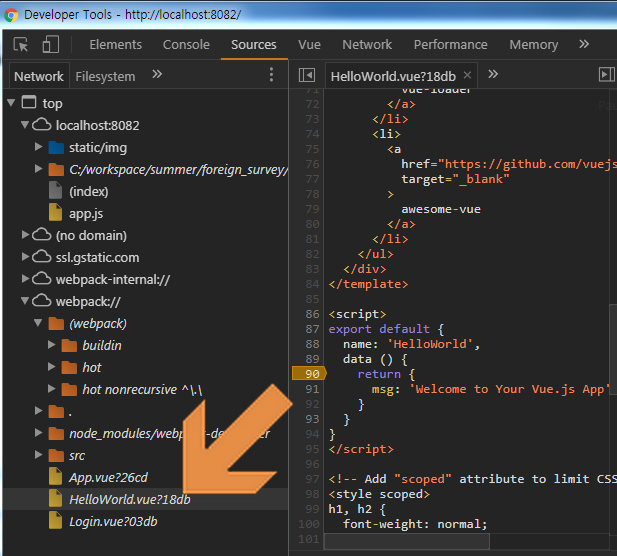 Developer Tools - http://localhost:8082/
Elements Console Sources Vue Network Performance Memory »
Network Filesystem »
top
localhost:8082
static/img
C:/workspace/summer/foreign_survey/
(index)
app.js
(no domain)
ssl.gstatic.com
webpack-internal://
webpack://
(webpack)
buildin
hot
hot nonrecursive ^\.\
.
node_modules/webp
src
App.vue?26cd
HelloWorld.vue?18db
Login.vue?03db
HelloWorld.vue?18db × »
71 vue-loader
72 </a>
73 </li>
74 <li>
75 <a
76 href="https://github.com/vuejs
77 target="_blank"
78 >
79 awesome-vue
80 </a>
81 </li>
82 </ul>
83 </div>
84 </template>
85
86 <script>
87 export default {
88 name: 'HelloWorld',
89 data () {
90 return {
91 msg: 'Welcome to Your Vue.js App'
92 }
93 }
94 }
95 </script>
96
97 <!-- Add "scoped" attribute to limit CSS
98 <style scoped>
99 h1, h2 {
100 font-weight: normal;
101